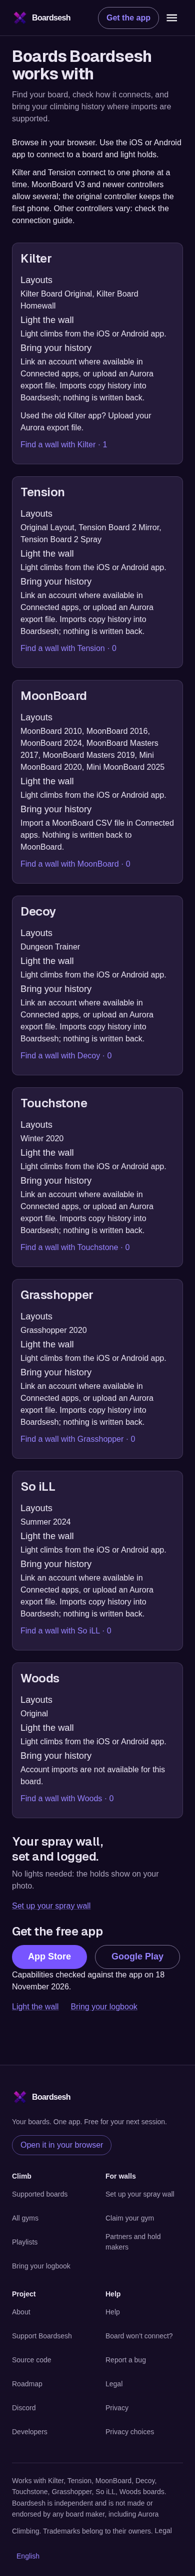 Boardsesh
Get the app
Boards Boardsesh
works with
Find your board, check how it connects, and
bring your climbing history where imports are
supported.
Browse in your browser. Use the iOS or Android
app to connect to a board and light holds.
Kilter and Tension connect to one phone at a
time. MoonBoard V3 and newer controllers
allow several; the original controller keeps the
first phone. Other controllers vary: check the
connection guide.
Kilter
Layouts
Kilter Board Original, Kilter Board
Homewall
Light the wall
Light climbs from the iOS or Android app.
Bring your history
Link an account where available in
Connected apps, or upload an Aurora
export file. Imports copy history into
Boardsesh; nothing is written back.
Used the old Kilter app? Upload your
Aurora export file.
Find a wall with Kilter · 1
Tension
Layouts
Original Layout, Tension Board 2 Mirror,
Tension Board 2 Spray
Light the wall
Light climbs from the iOS or Android app.
Bring your history
Link an account where available in
Connected apps, or upload an Aurora
export file. Imports copy history into
Boardsesh; nothing is written back.
Find a wall with Tension · 0
MoonBoard
Layouts
MoonBoard 2010, MoonBoard 2016,
MoonBoard 2024, MoonBoard Masters
2017, MoonBoard Masters 2019, Mini
MoonBoard 2020, Mini MoonBoard 2025
Light the wall
Light climbs from the iOS or Android app.
Bring your history
Import a MoonBoard CSV file in Connected
apps. Nothing is written back to
MoonBoard.
Find a wall with MoonBoard · 0
Decoy
Layouts
Dungeon Trainer
Light the wall
Light climbs from the iOS or Android app.
Bring your history
Link an account where available in
Connected apps, or upload an Aurora
export file. Imports copy history into
Boardsesh; nothing is written back.
Find a wall with Decoy · 0
Touchstone
Layouts
Winter 2020
Light the wall
Light climbs from the iOS or Android app.
Bring your history
Link an account where available in
Connected apps, or upload an Aurora
export file. Imports copy history into
Boardsesh; nothing is written back.
Find a wall with Touchstone · 0
Grasshopper
Layouts
Grasshopper 2020
Light the wall
Light climbs from the iOS or Android app.
Bring your history
Link an account where available in
Connected apps, or upload an Aurora
export file. Imports copy history into
Boardsesh; nothing is written back.
Find a wall with Grasshopper · 0
So iLL
Layouts
Summer 2024
Light the wall
Light climbs from the iOS or Android app.
Bring your history
Link an account where available in
Connected apps, or upload an Aurora
export file. Imports copy history into
Boardsesh; nothing is written back.
Find a wall with So iLL · 0
Woods
Layouts
Original
Light the wall
Light climbs from the iOS or Android app.
Bring your history
Account imports are not available for this
board.
Find a wall with Woods · 0
Your spray wall,
set and logged.
No lights needed: the holds show on your
photo.
Set up your spray wall
Get the free app
App Store
Google Play
Capabilities checked against the app on 18
November 2026.
Light the wall
Bring your logbook
Boardsesh
Your boards. One app. Free for your next session.
Open it in your browser
Climb
Supported boards
All gyms
Playlists
Bring your logbook
For walls
Set up your spray wall
Claim your gym
Partners and hold
makers
Project
About
Support Boardsesh
Source code
Roadmap
Discord
Developers
Help
Help
Board won't connect?
Report a bug
Legal
Privacy
Privacy choices
Works with Kilter, Tension, MoonBoard, Decoy,
Touchstone, Grasshopper, So iLL, Woods boards.
Boardsesh is independent and is not made or
endorsed by any board maker, including Aurora
Climbing. Trademarks belong to their owners. Legal
English